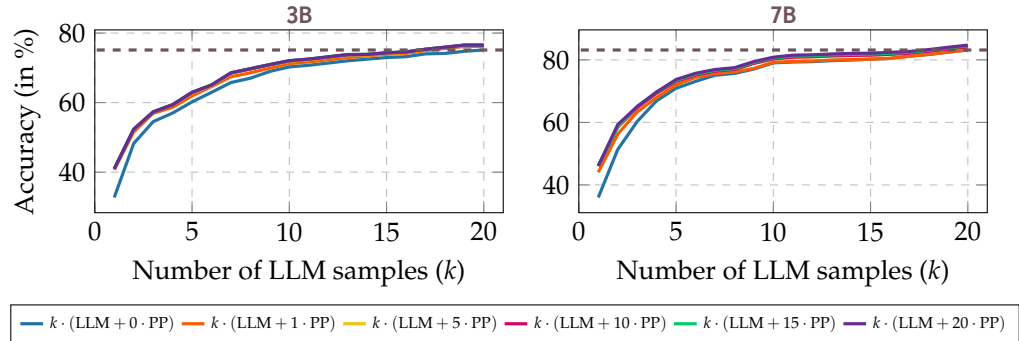 3B
7B
Accuracy (in %)
80
60
40
0
5
10
15
20
Number of LLM samples (k)
80
60
40
0
5
10
15
20
Number of LLM samples (k)
k · (LLM + 0 · PP)
k · (LLM + 1 · PP)
k · (LLM + 5 · PP)
k · (LLM + 10 · PP)
k · (LLM + 15 · PP)
k · (LLM + 20 · PP)